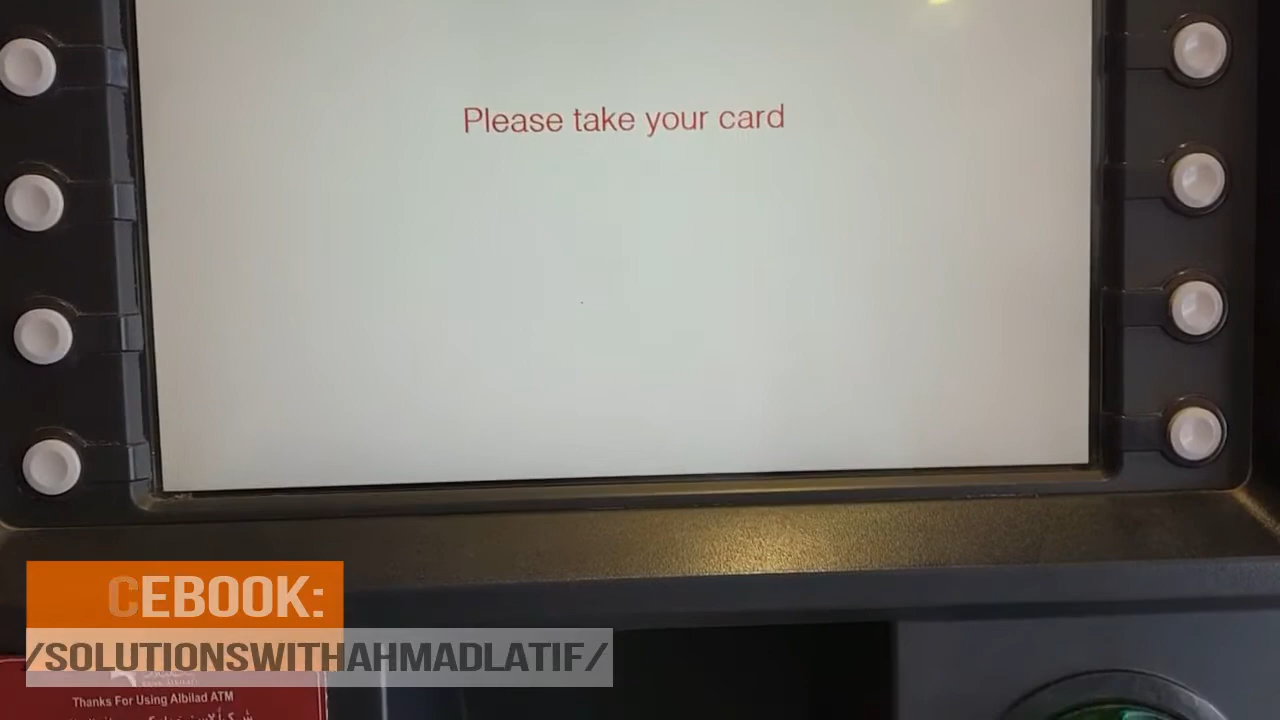 Please take your card
CEBOOK:
/SOLUTIONSWITHAHMADLATIF/
Thanks For Using Albilad ATM